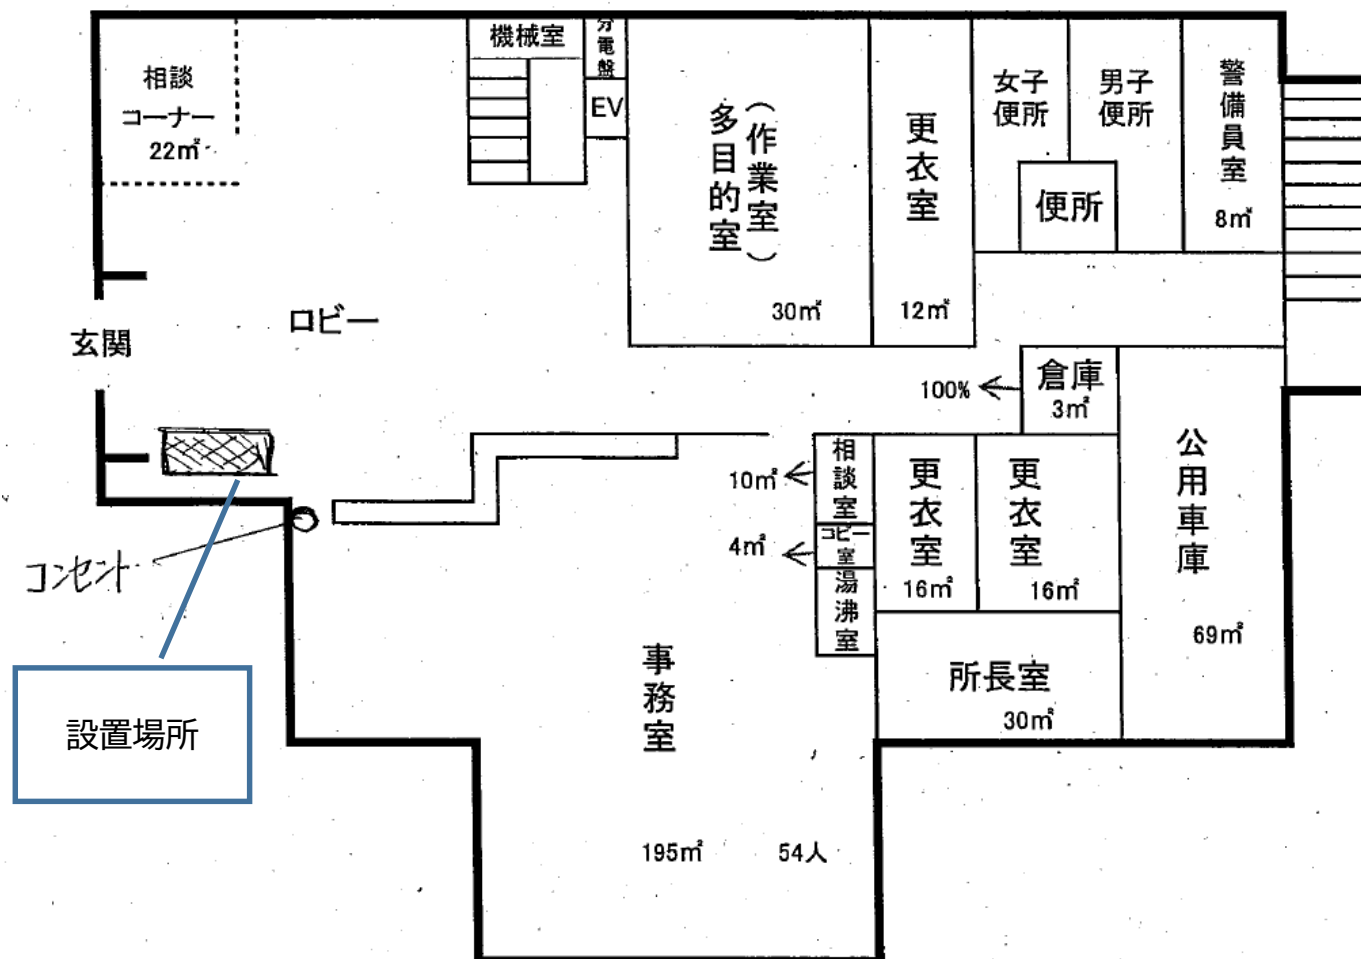 相談
コーナー
22㎡
機械室
分電盤
EV
多目的室
（作業室）
30㎡
更衣室
12㎡
女子
便所
男子
便所
便所
警備員室
8㎡
玄関
ロビー
100%
倉庫
3㎡
公用車庫
69㎡
相談室
10㎡
コピー室
4㎡
湯沸室
更衣室
16㎡
更衣室
16㎡
所長室
30㎡
コンセント
設置場所
事務室
195㎡
54人